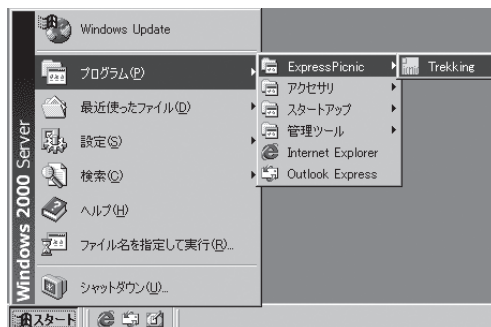 Windows Update
プログラム(P)
最近使ったファイル(D)
設定(S)
検索(C)
ヘルプ(H)
ファイル名を指定して実行(R)...
シャットダウン(U)...
Windows 2000 Server
ExpressPicnic
アクセサリ
スタートアップ
管理ツール
Internet Explorer
Outlook Express
Trekking
スタート